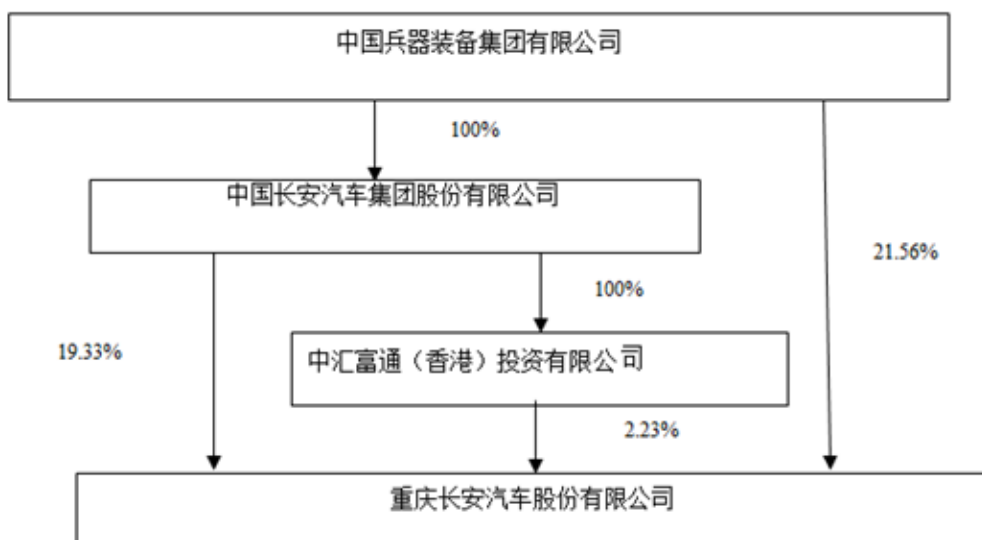 中国兵器装备集团有限公司
100%
中国长安汽车集团股份有限公司
21.56%
100%
19.33%
中汇富通（香港）投资有限公司
2.23%
重庆长安汽车股份有限公司